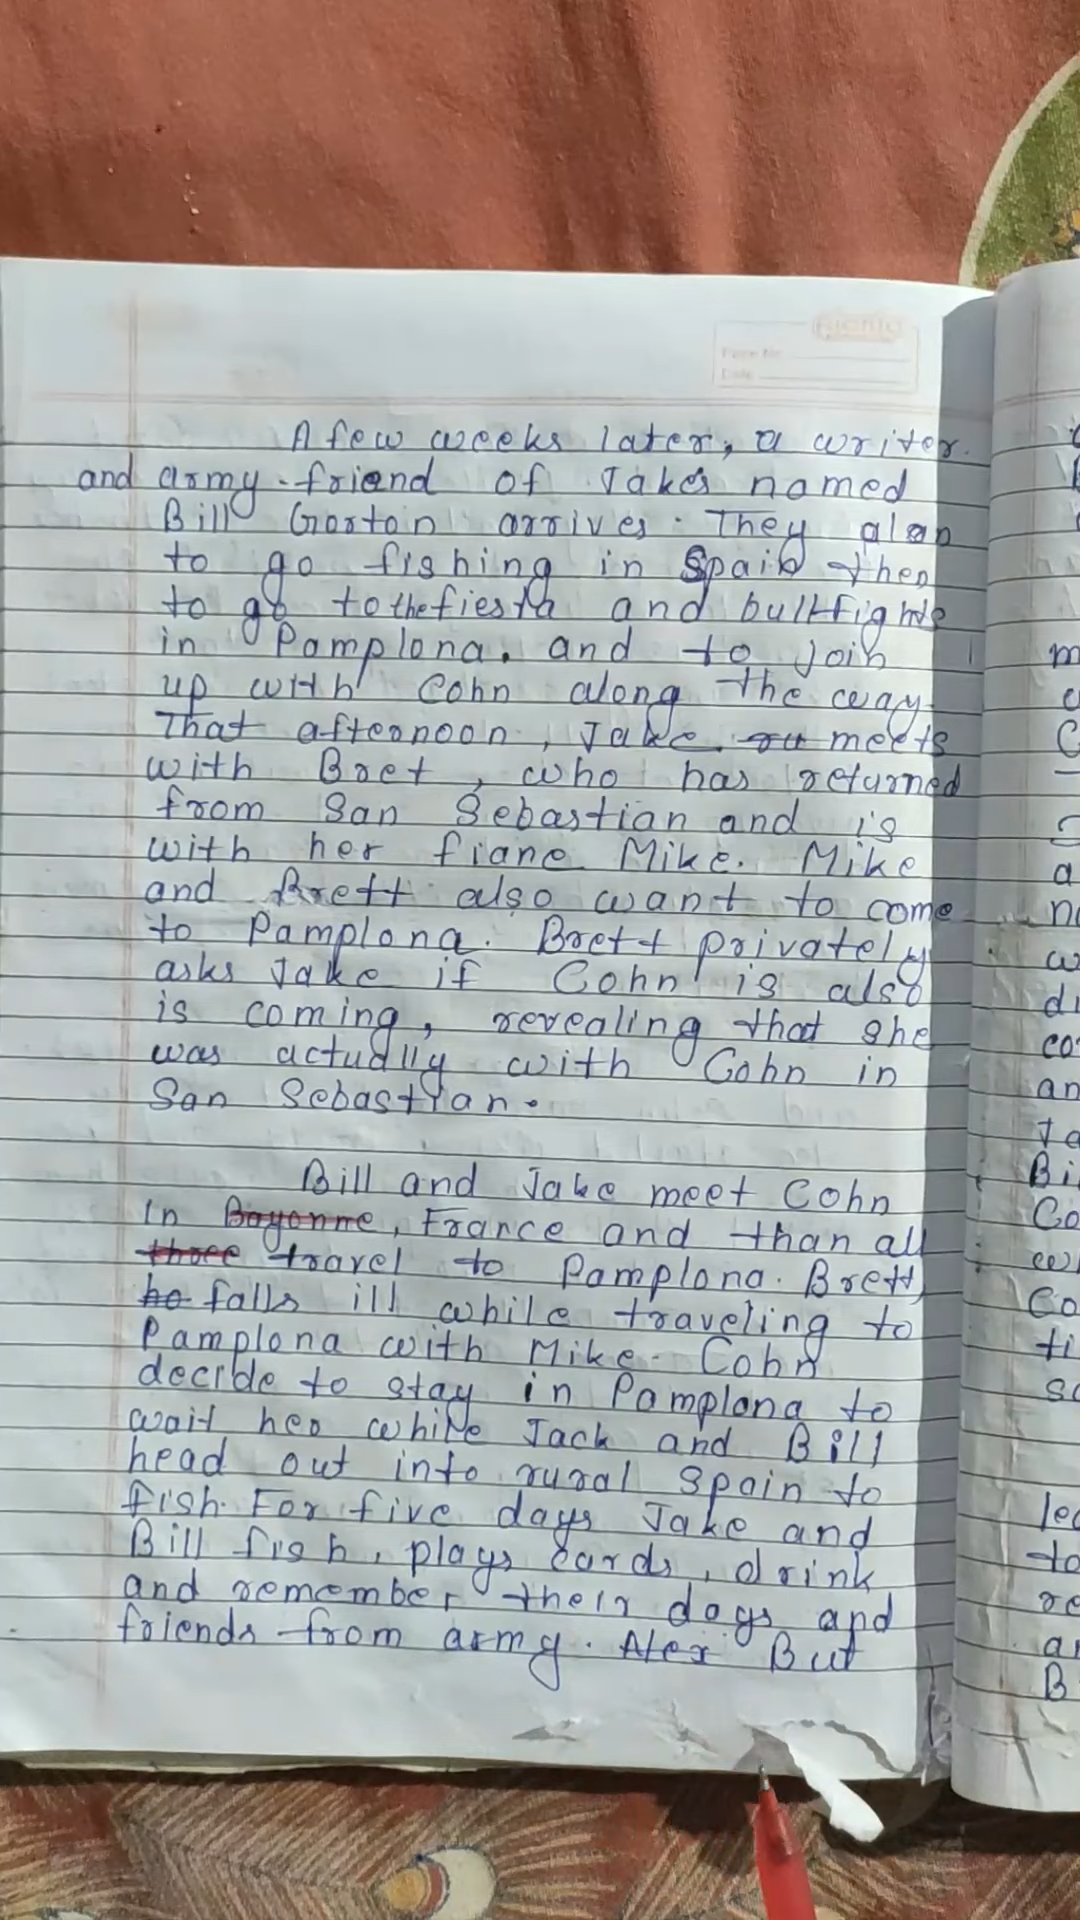 A few weeks later, a writer
and army friend of Jakes named
Bill Gorton arrives. They alan
to go fishing in Spain then
to go to the fiesta and bullfights
in Pamplona. and to join
up with Cohn along the way.
That afternoon, Jake meets
with Bret, who has returned
from San Sebastian and is
with her fiane Mike. Mike
and Brett also want to come
to Pamplona. Brett privately
asks Jake if Cohn is also
is coming, revealing that she
was actually with Cohn in
San Sebastian.
Bill and Jake meet Cohn
In Bayonne, France and than all
three travel to Pamplona. Brett,
he falls ill while traveling to
Pamplona with Mike. Cohn
decide to stay in Pamplona to
wait her while Jack and Bill
head out into rural Spain to
fish. For five days Jake and
Bill fish, plays cards, drink
and remember their days and
friends from army. But